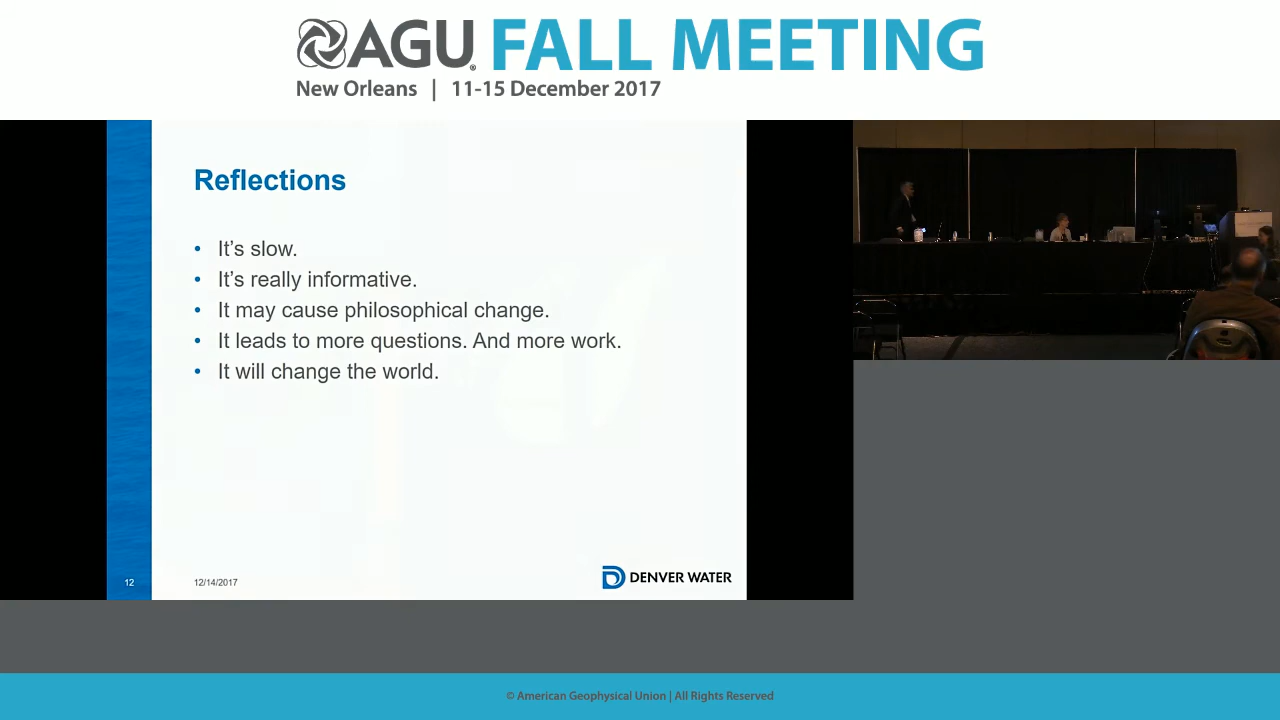 AGU FALL MEETING
New Orleans | 11-15 December 2017
Reflections
• It's slow.
• It's really informative.
• It may cause philosophical change.
• It leads to more questions. And more work.
• It will change the world.
12
12/14/2017
DENVER WATER
© American Geophysical Union | All Rights Reserved